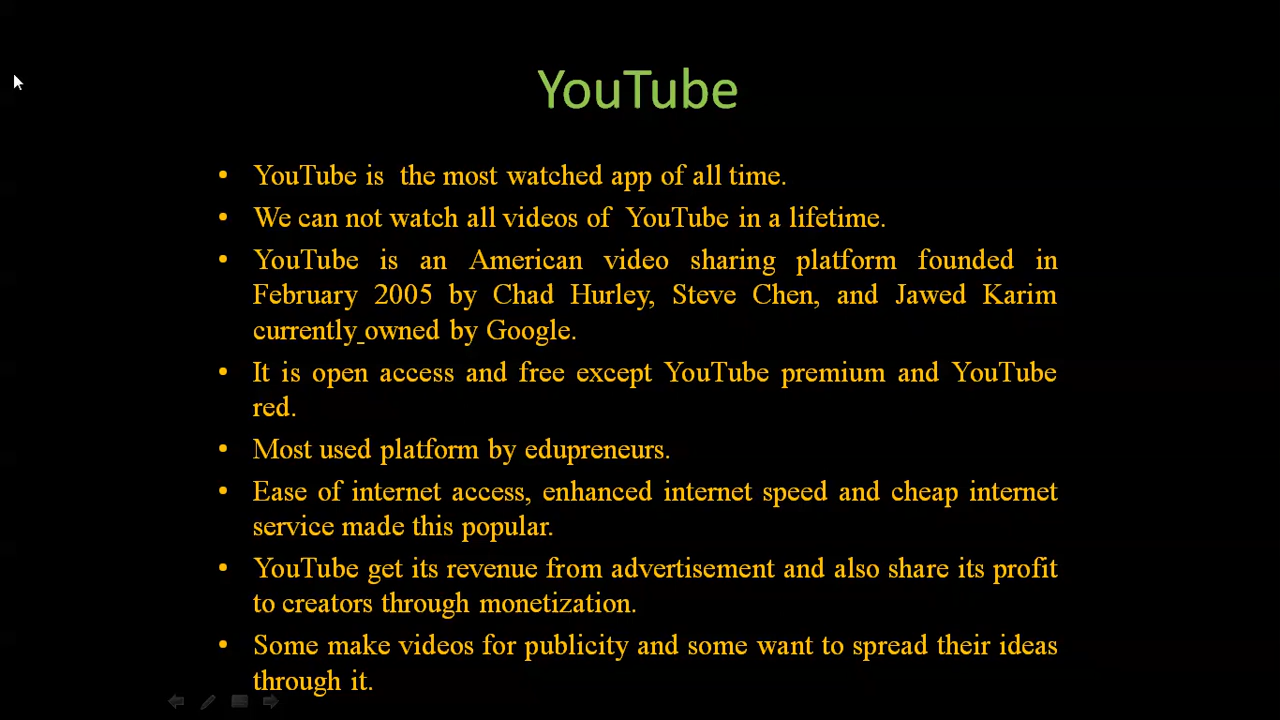 YouTube
• YouTube is  the most watched app of all time.
• We can not watch all videos of  YouTube in a lifetime.
• YouTube is an American video sharing platform founded in
February 2005 by Chad Hurley, Steve Chen, and Jawed Karim
currently owned by Google.
• It is open access and free except YouTube premium and YouTube
red.
• Most used platform by edupreneurs.
• Ease of internet access, enhanced internet speed and cheap internet
service made this popular.
• YouTube get its revenue from advertisement and also share its profit
to creators through monetization.
• Some make videos for publicity and some want to spread their ideas
through it.